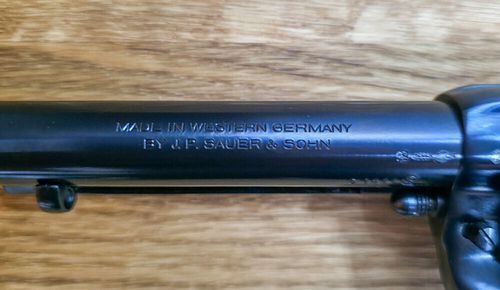 MADE IN WESTERN GERMANY
BY J.P. SAUER & SOHN